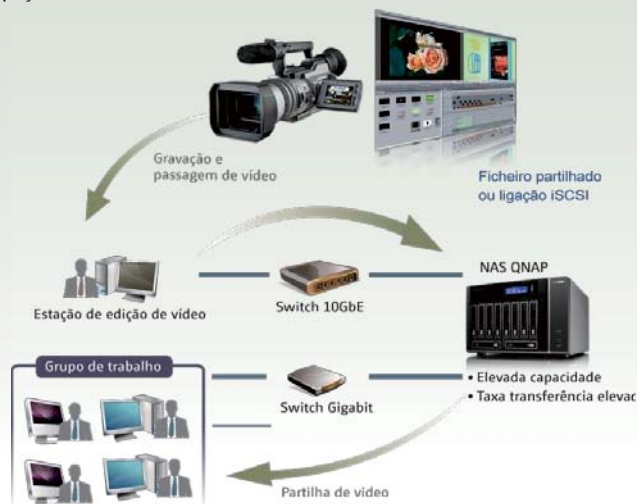 Gravação e
passagem de vídeo
Ficheiro partilhado
ou ligação iSCSI
NAS QNAP
Estação de edição de vídeo
Switch 10GbE
Grupo de trabalho
• Elevada capacidade
• Taxa transferência elevad
Switch Gigabit
Partilha de vídeo